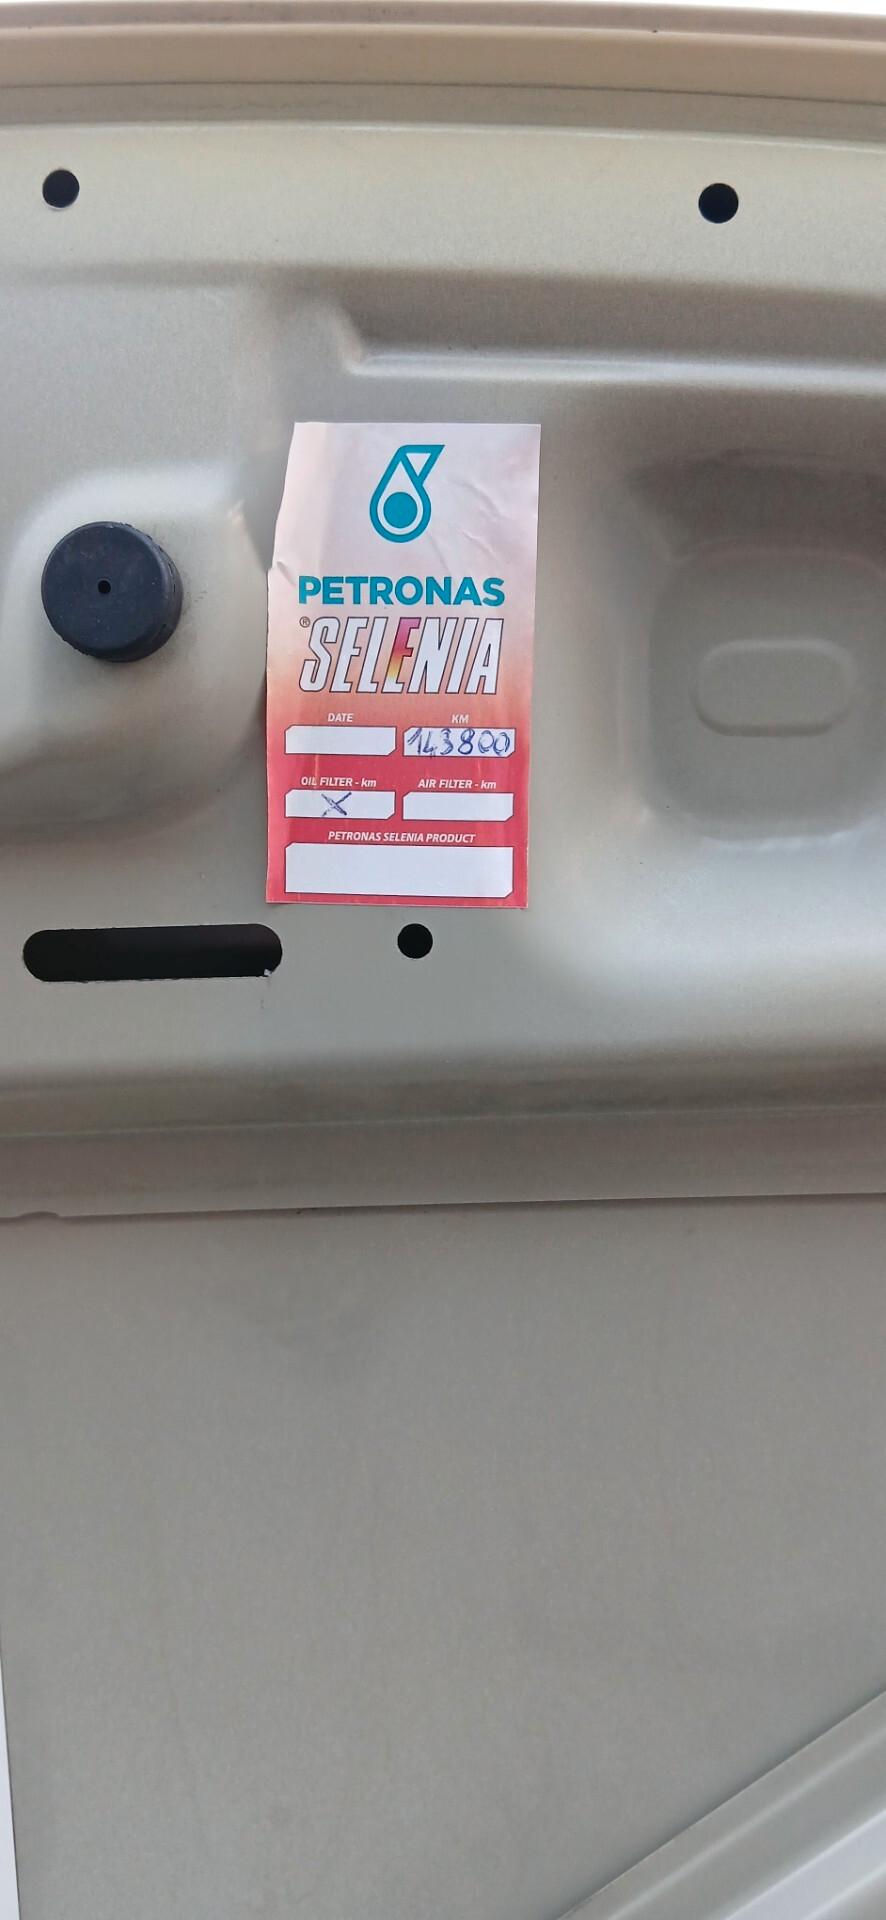 PETRONAS
® SELENIA
DATE KM
143800
OIL FILTER - km AIR FILTER - km
X
PETRONAS SELENIA PRODUCT